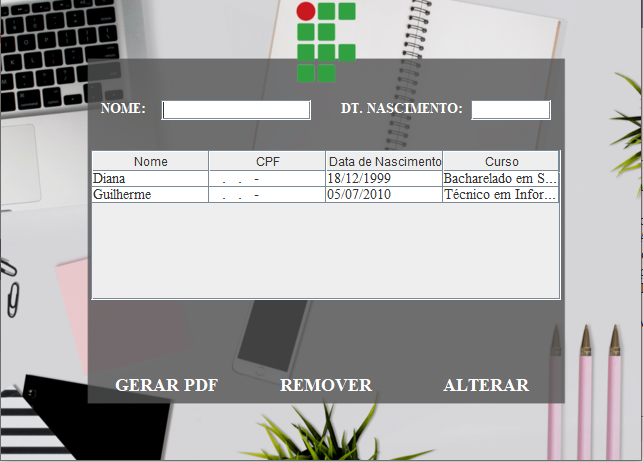 NOME: DT. NASCIMENTO:
Nome CPF Data de Nascimento Curso
Diana . . - 18/12/1999 Bacharelado em S...
Guilherme . . - 05/07/2010 Técnico em Infor...
GERAR PDF REMOVER ALTERAR